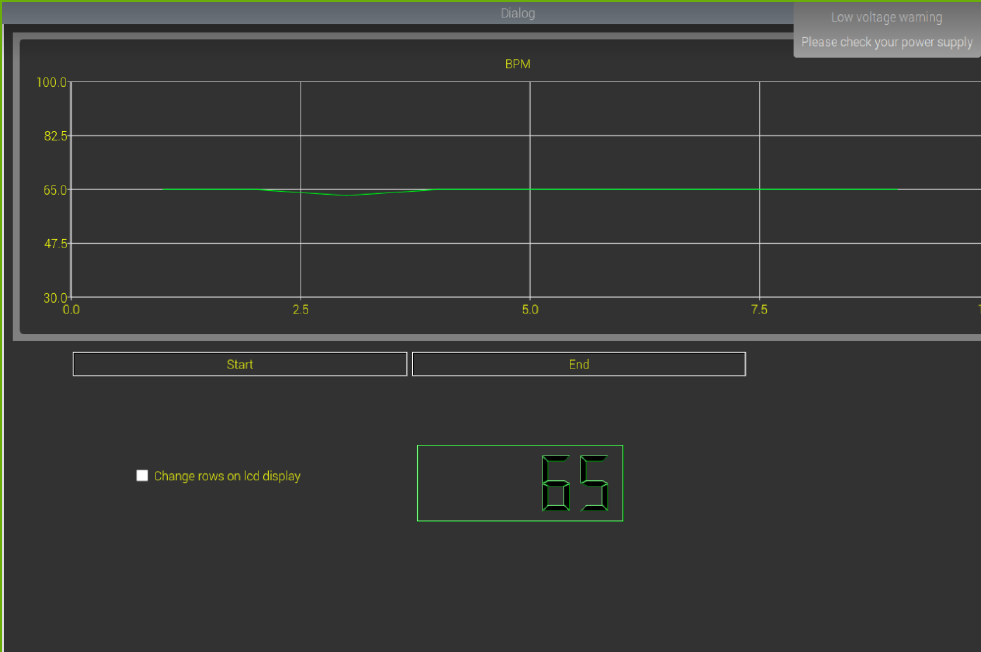 Dialog
Low voltage warning
Please check your power supply
BPM
100.0
82.5
65.0
47.5
30.0
0.0 2.5 5.0 7.5
Start End
Change rows on lcd display
65